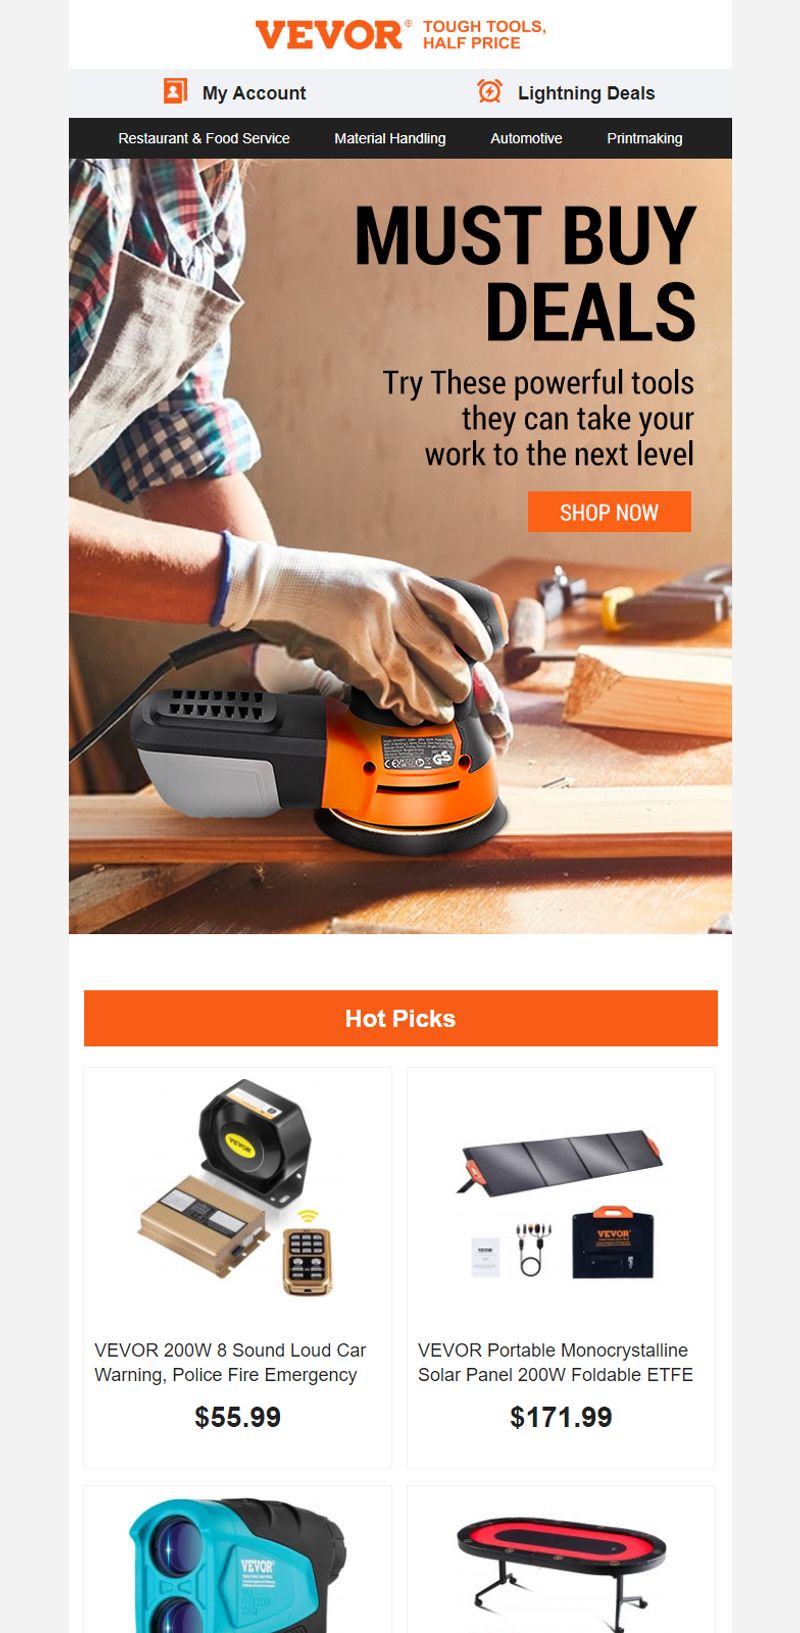 VEVOR®
TOUGH TOOLS,
HALF PRICE
My Account
Lightning Deals
Restaurant & Food Service
Material Handling
Automotive
Printmaking
MUST BUY
DEALS
Try These powerful tools
they can take your
work to the next level
SHOP NOW
GS
Hot Picks
VEVOR
VEVOR
VEVOR
VEVOR 200W 8 Sound Loud Car
Warning, Police Fire Emergency
$55.99
VEVOR Portable Monocrystalline
Solar Panel 200W Foldable ETFE
$171.99
VEVOR